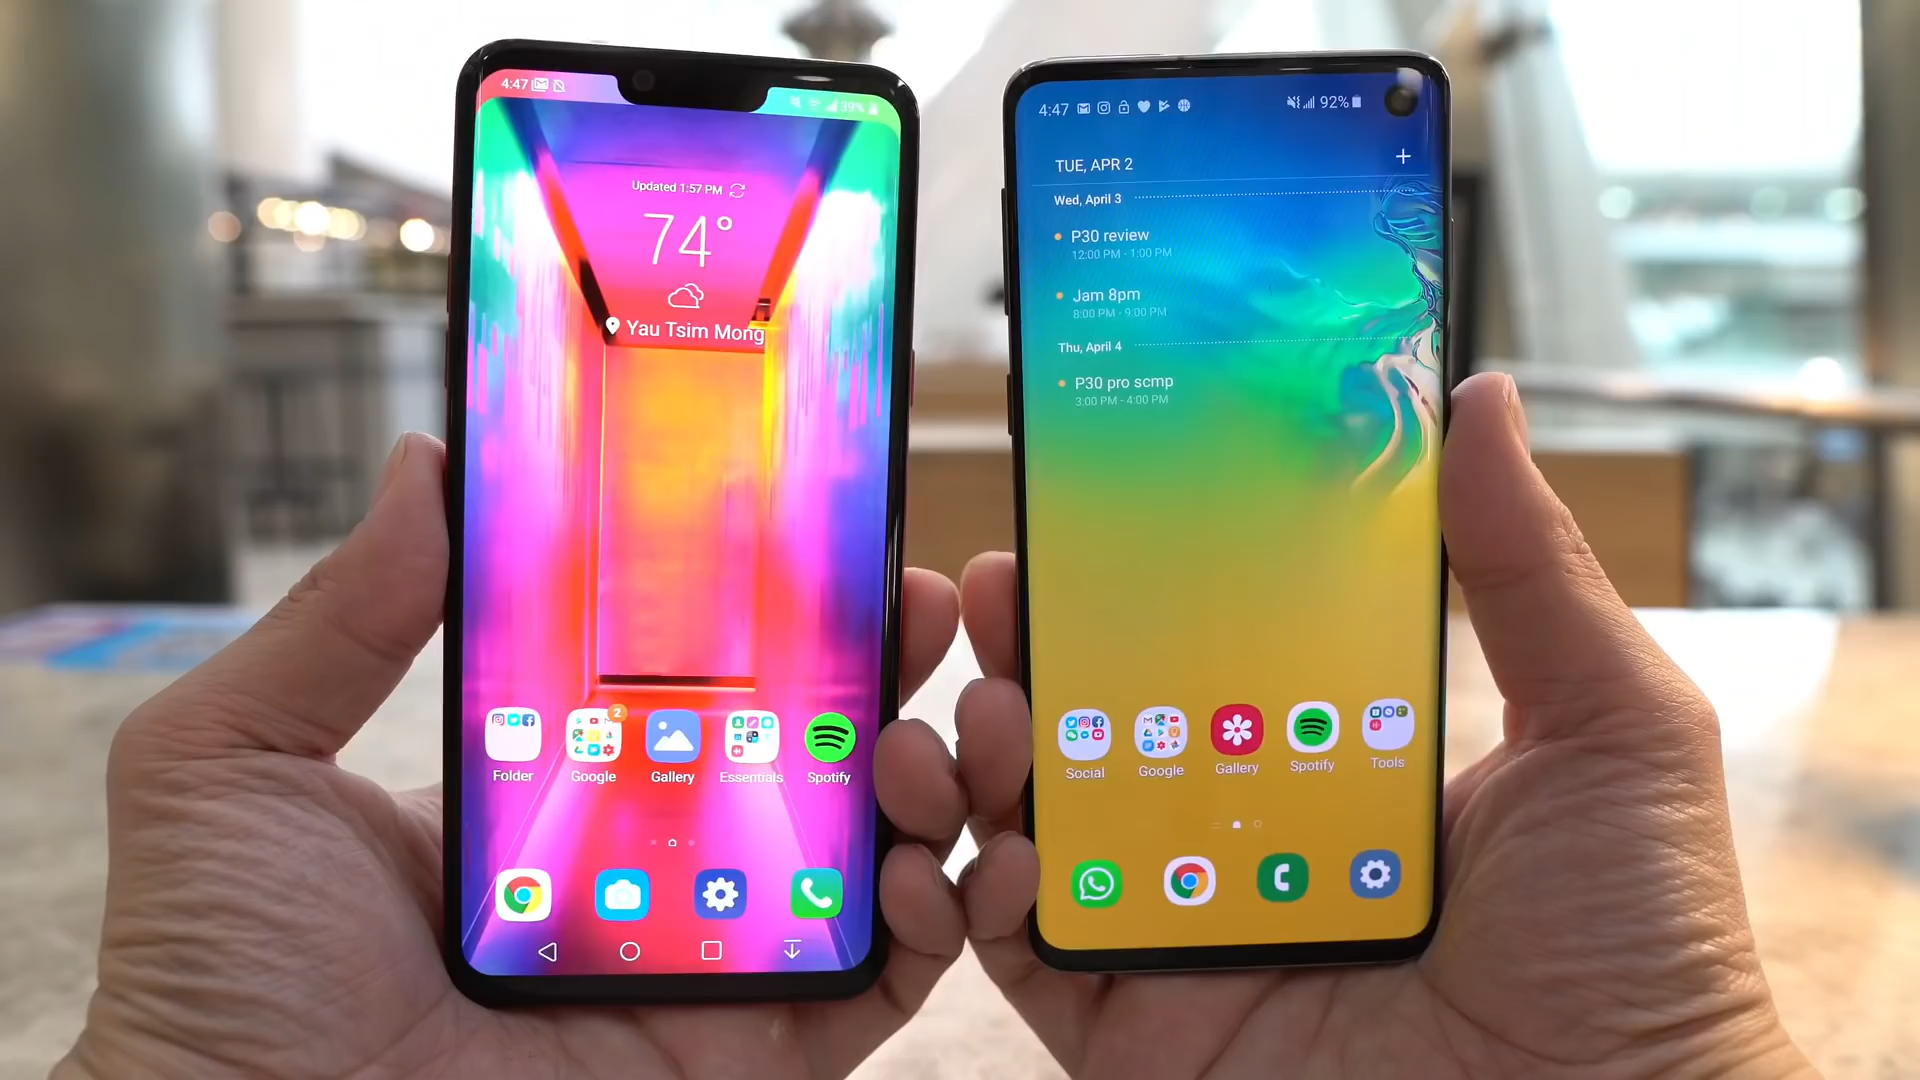 4:47
39%
Updated 1:57 PM
74°
Yau Tsim Mong
2
Folder
Google
Gallery
Essentials
Spotify
4:47
92%
TUE, APR 2
Wed, April 3
P30 review
12:00 PM - 1:00 PM
Jam 8pm
8:00 PM - 9:00 PM
Thu, April 4
P30 pro scmp
3:00 PM - 4:00 PM
Social
Google
Gallery
Spotify
Tools